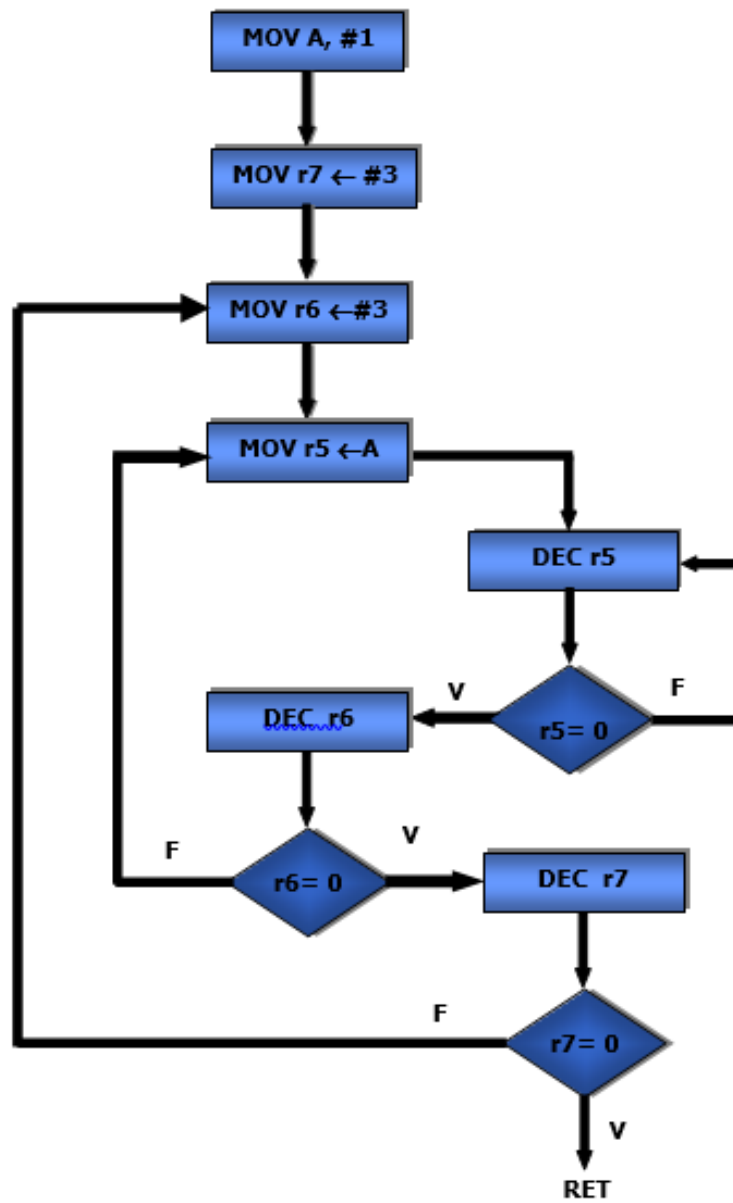 MOV A, #1
MOV r7 ← #3
MOV r6 ←#3
MOV r5 ←A
DEC r5
V
F
r5= 0
DEC r6
F
V
r6= 0
DEC r7
F
r7= 0
V
RET